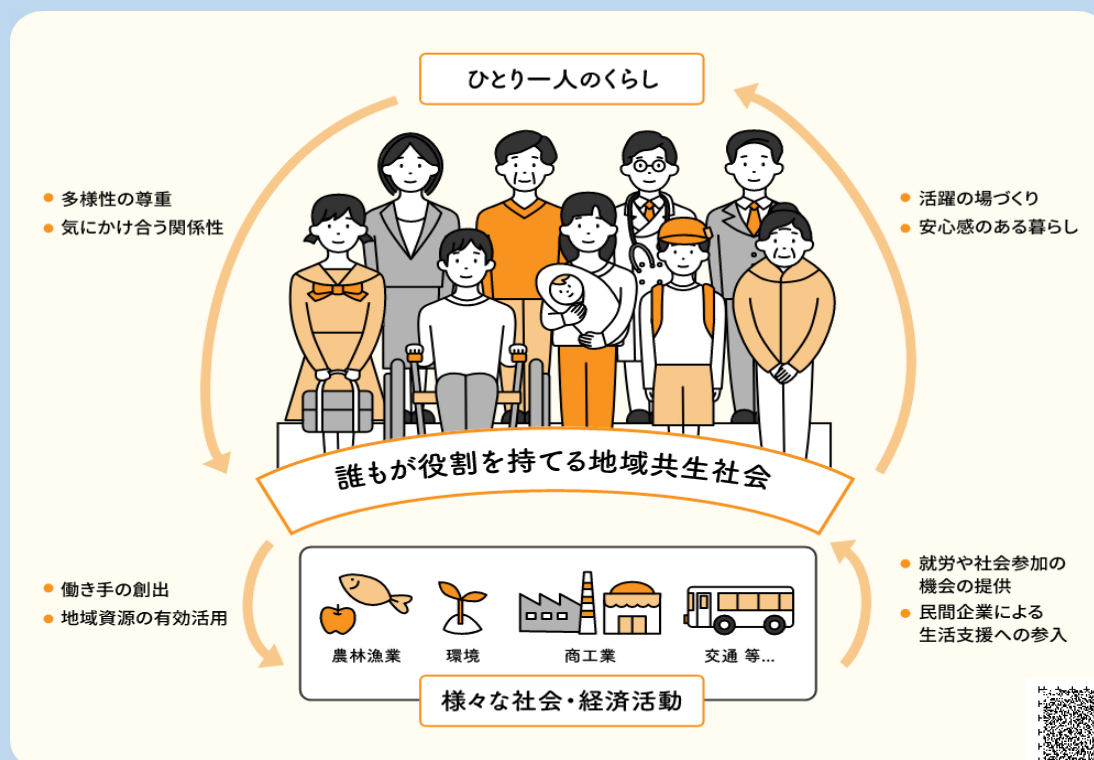 ひとり一人のくらし
多様性の尊重
気にかけ合う関係性
活躍の場づくり
安心感のある暮らし
誰もが役割を持てる地域共生社会
働き手の創出
地域資源の有効活用
就労や社会参加の
機会の提供
民間企業による
生活支援への参入
農林漁業
環境
商工業
交通 等...
様々な社会・経済活動